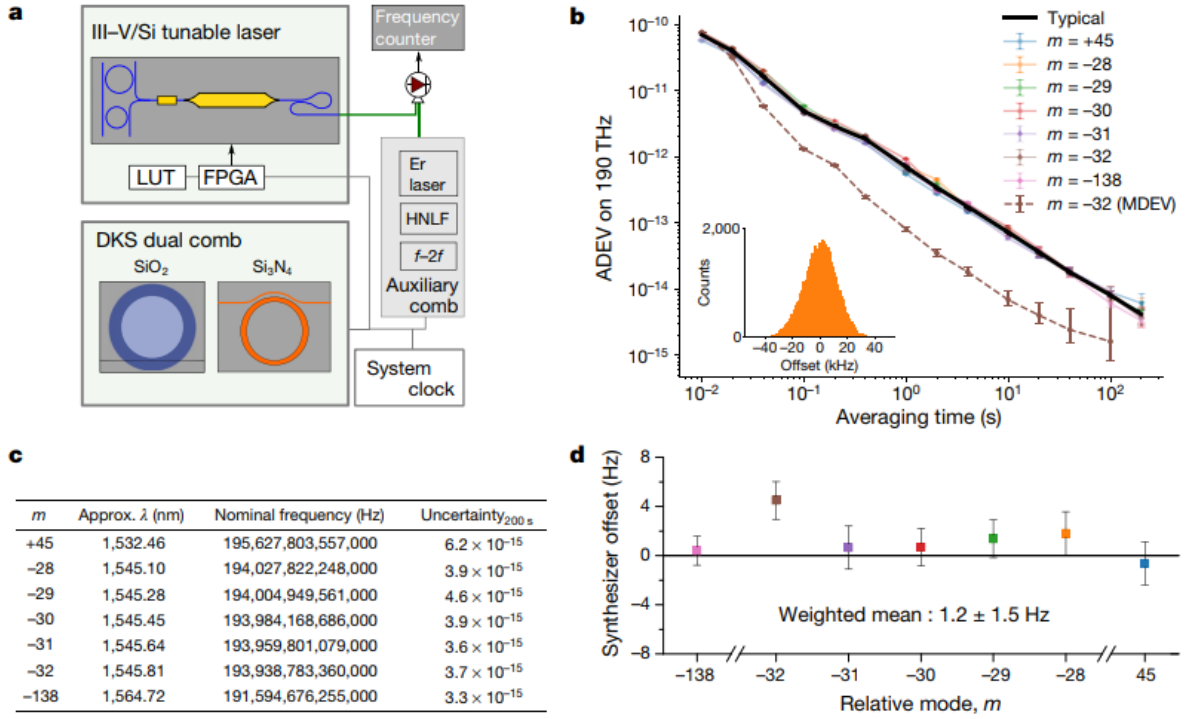 a
III–V/Si tunable laser
LUT
FPGA
Frequency
counter
Er
laser
HNLF
f–2f
Auxiliary
comb
DKS dual comb
SiO₂
Si₃N₄
System
clock
b
ADEV on 190 THz
10⁻¹⁰
10⁻¹¹
10⁻¹²
10⁻¹³
10⁻¹⁴
10⁻¹⁵
10⁻²
10⁻¹
10⁰
10¹
10²
Averaging time (s)
Typical
m = +45
m = –28
m = –29
m = –30
m = –31
m = –32
m = –138
m = –32 (MDEV)
2,000
Counts
0
–40 –20 0 20 40
Offset (kHz)
c
m Approx. λ (nm) Nominal frequency (Hz) Uncertainty₂₀₀ ₛ
+45 1,532.46 195,627,803,557,000 6.2 × 10⁻¹⁵
–28 1,545.10 194,027,822,248,000 3.9 × 10⁻¹⁵
–29 1,545.28 194,004,949,561,000 4.6 × 10⁻¹⁵
–30 1,545.45 193,984,168,686,000 3.9 × 10⁻¹⁵
–31 1,545.64 193,959,801,079,000 3.6 × 10⁻¹⁵
–32 1,545.81 193,938,783,360,000 3.7 × 10⁻¹⁵
–138 1,564.72 191,594,676,255,000 3.3 × 10⁻¹⁵
d
Synthesizer offset (Hz)
8
4
0
–4
–8
Weighted mean : 1.2 ± 1.5 Hz
–138 –32 –31 –30 –29 –28 45
Relative mode, m